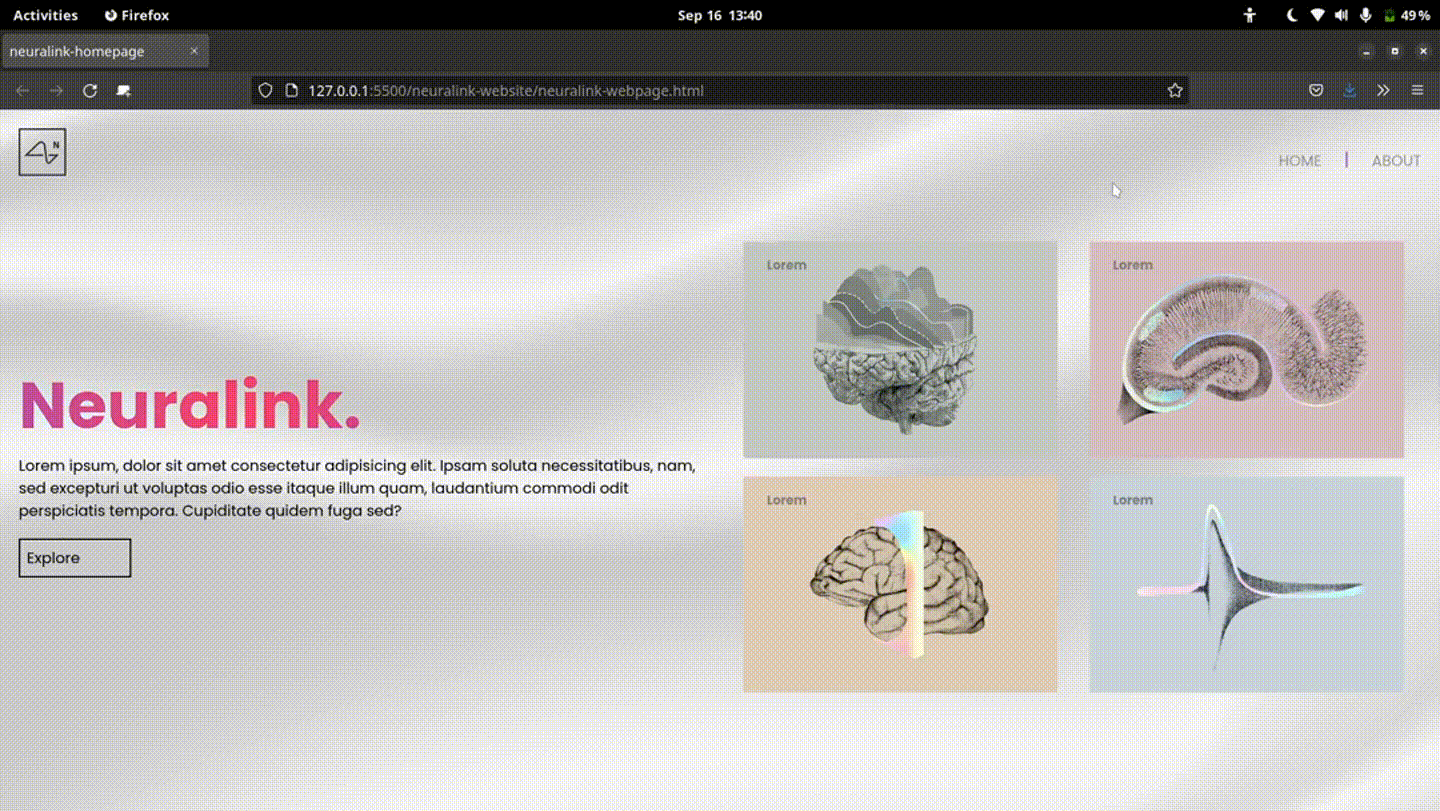 Activities Firefox Sep 16 13:40 49 %
neuralink-homepage
127.0.0.1:5500/neuralink-website/neuralink-webpage.html
N
HOME | ABOUT
Lorem Lorem
Neuralink.
Lorem ipsum, dolor sit amet consectetur adipisicing elit. Ipsam soluta necessitatibus, nam,
sed excepturi ut voluptas odio esse itaque illum quam, laudantium commodi odit
perspiciatis tempora. Cupiditate quidem fuga sed?
Explore
Lorem Lorem